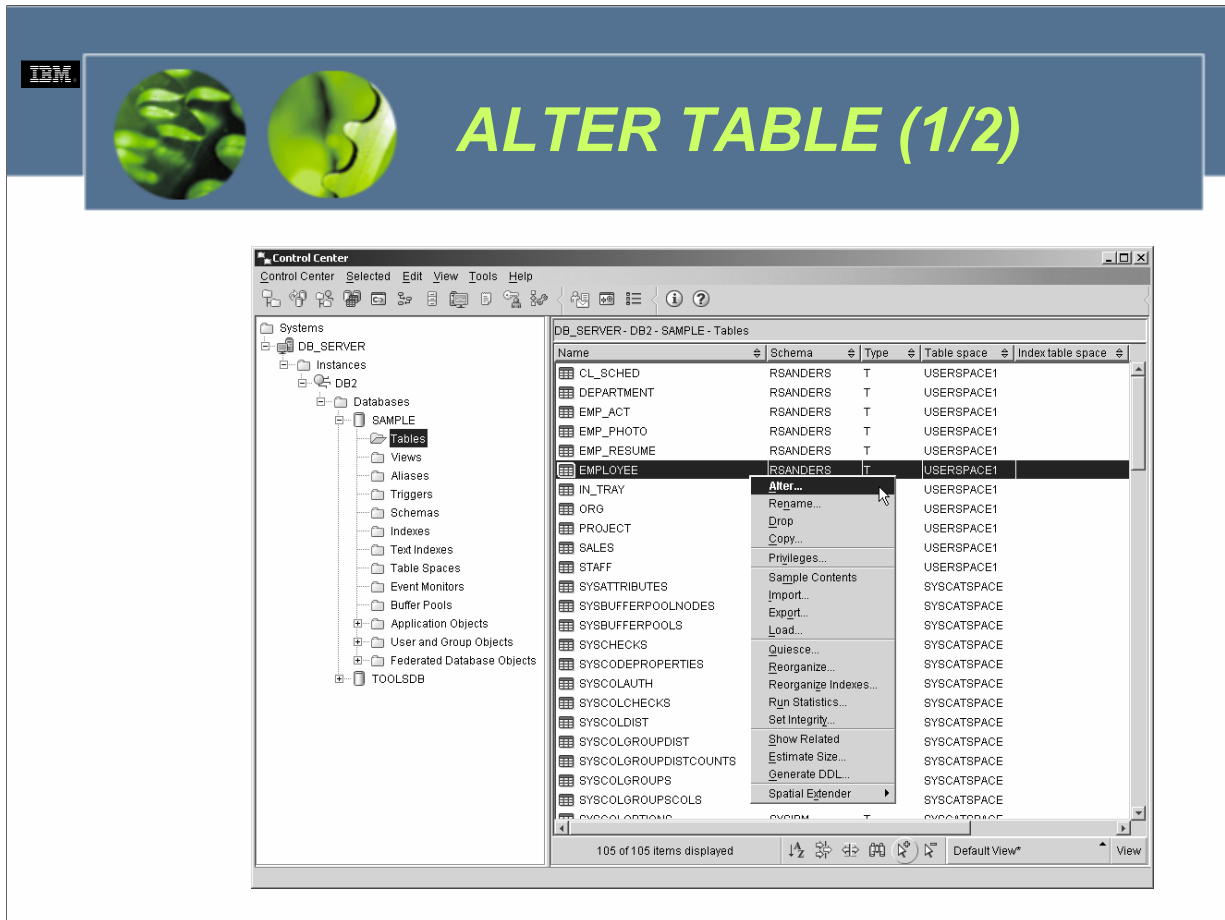 IBM.
ALTER TABLE (1/2)
Control Center
Control Center Selected Edit View Tools Help
Systems
DB_SERVER
Instances
DB2
Databases
SAMPLE
Tables
Views
Aliases
Triggers
Schemas
Indexes
Text Indexes
Table Spaces
Event Monitors
Buffer Pools
Application Objects
User and Group Objects
Federated Database Objects
TOOLSDB
DB_SERVER - DB2 - SAMPLE - Tables
Name Schema Type Table space Index table space
CL_SCHED RSANDERS T USERSPACE1
DEPARTMENT RSANDERS T USERSPACE1
EMP_ACT RSANDERS T USERSPACE1
EMP_PHOTO RSANDERS T USERSPACE1
EMP_RESUME RSANDERS T USERSPACE1
EMPLOYEE RSANDERS T USERSPACE1
IN_TRAY USERSPACE1
ORG USERSPACE1
PROJECT USERSPACE1
SALES USERSPACE1
STAFF USERSPACE1
SYSATTRIBUTES SYSCATSPACE
SYSBUFFERPOOLNODES SYSCATSPACE
SYSBUFFERPOOLS SYSCATSPACE
SYSCHECKS SYSCATSPACE
SYSCODEPROPERTIES SYSCATSPACE
SYSCOLAUTH SYSCATSPACE
SYSCOLCHECKS SYSCATSPACE
SYSCOLDIST SYSCATSPACE
SYSCOLGROUPDIST SYSCATSPACE
SYSCOLGROUPDISTCOUNTS SYSCATSPACE
SYSCOLGROUPS SYSCATSPACE
SYSCOLGROUPSCOLS SYSCATSPACE
SYSCOLOPTIONS SYSIBM T SYSCATSPACE
Alter...
Rename...
Drop
Copy...
Privileges...
Sample Contents
Import...
Export...
Load...
Quiesce...
Reorganize...
Reorganize Indexes...
Run Statistics...
Set Integrity...
Show Related
Estimate Size...
Generate DDL...
Spatial Extender
105 of 105 items displayed
Default View*
View